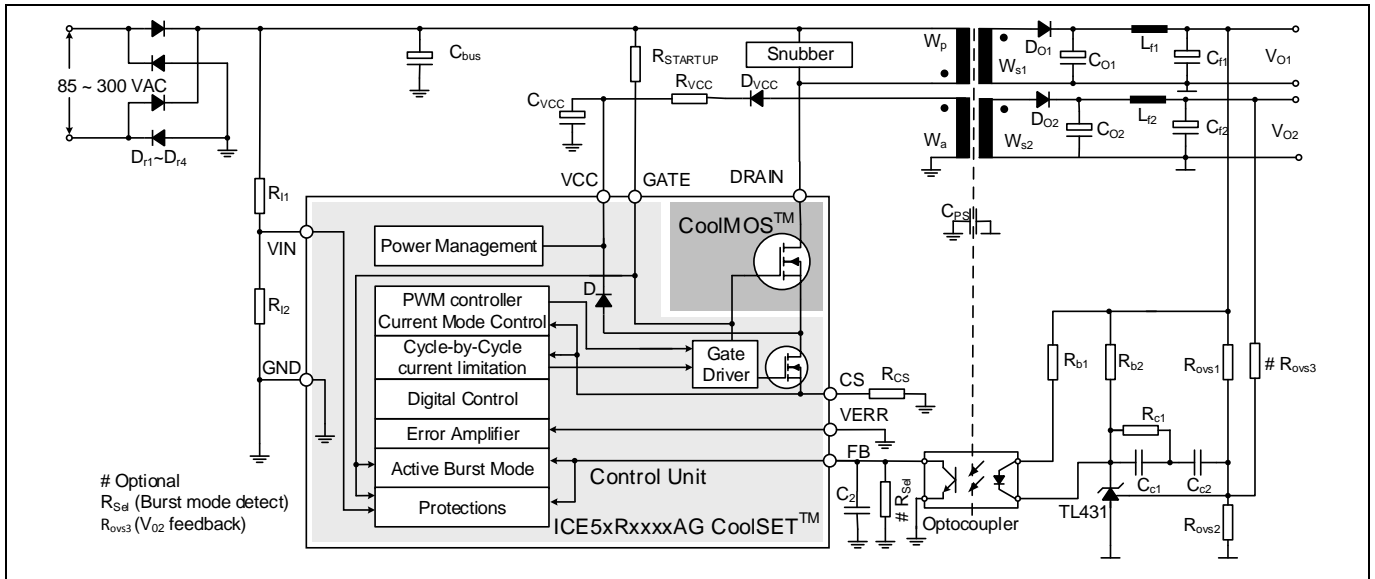 85 ~ 300 VAC
Dr1~Dr4
Cbus
RSTARTUP
Snubber
RVCC
DVCC
CVCC
Wp
Wa
Ws1
Ws2
DO1
CO1
Lf1
Cf1
VO1
DO2
CO2
Lf2
Cf2
VO2
RI1
VIN
RI2
GND
VCC
GATE
DRAIN
CPS
CoolMOS™
Power Management
D
PWM controller
Current Mode Control
Cycle-by-Cycle
current limitation
Digital Control
Error Amplifier
Active Burst Mode
Protections
Gate
Driver
Control Unit
ICE5xRxxxxAG CoolSET™
CS
RCS
VERR
FB
C2
# RSel
Optocoupler
Rb1
Rb2
Rovs1
# Rovs3
Rc1
Cc1
Cc2
TL431
Rovs2
# Optional
RSel (Burst mode detect)
Rovs3 (V02 feedback)